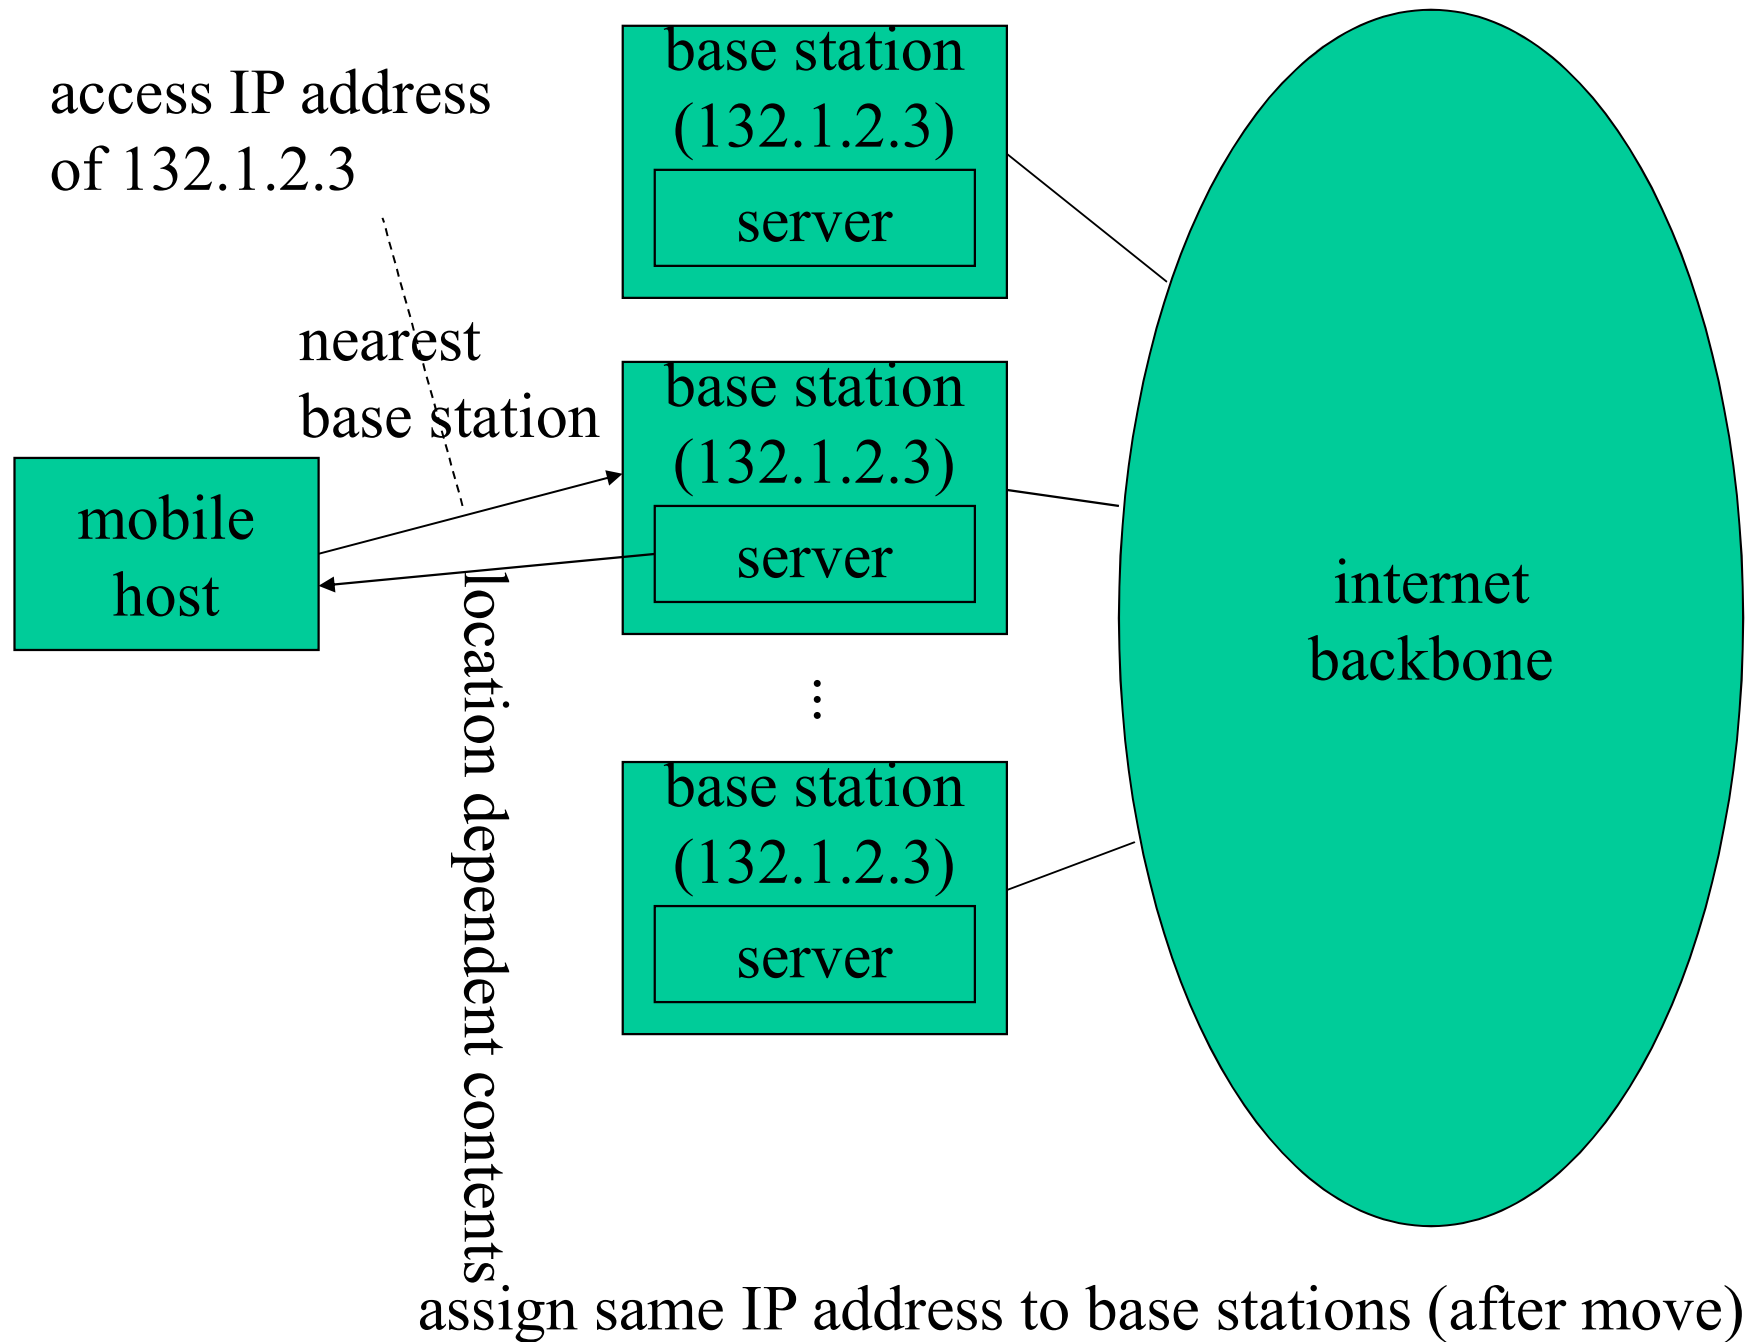 access IP address
of 132.1.2.3
base station
(132.1.2.3)
server
nearest
base station
base station
(132.1.2.3)
server
mobile
host
location dependent contents
internet
backbone
...
base station
(132.1.2.3)
server
assign same IP address to base stations (after move)